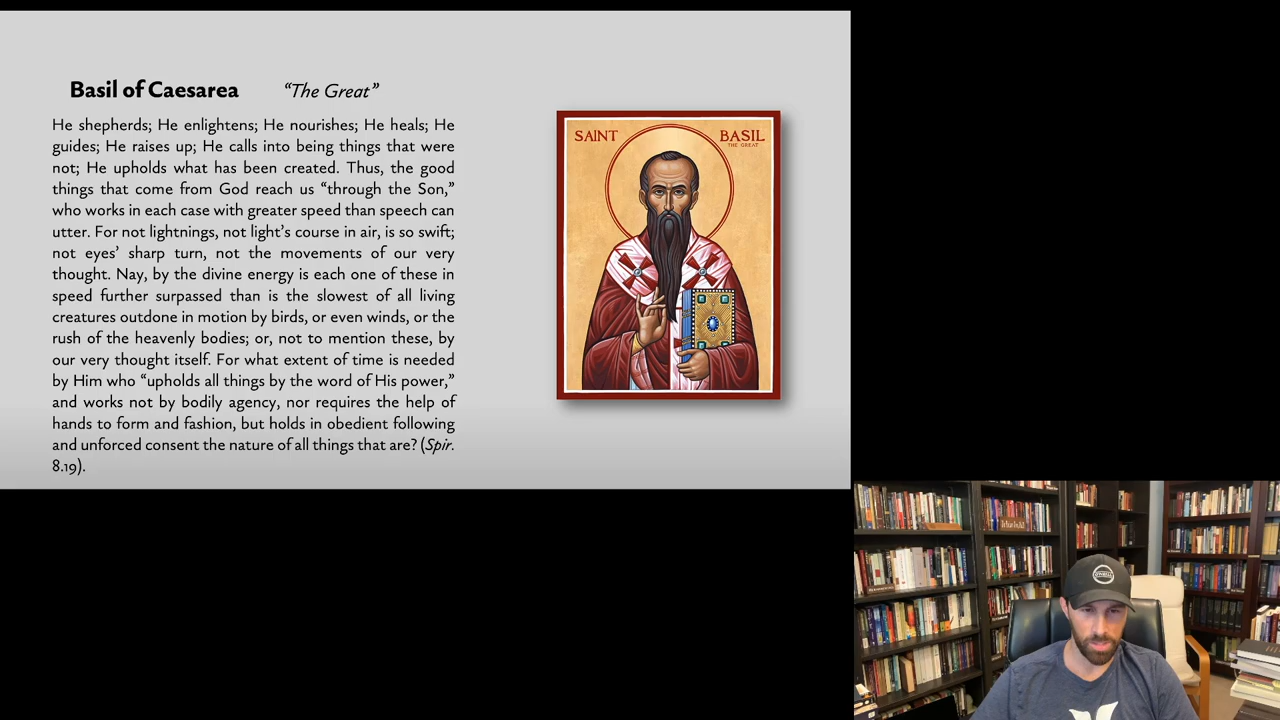 Basil of Caesarea “The Great”
He shepherds; He enlightens; He nourishes; He heals; He
guides; He raises up; He calls into being things that were
not; He upholds what has been created. Thus, the good
things that come from God reach us “through the Son,”
who works in each case with greater speed than speech can
utter. For not lightnings, not light’s course in air, is so swift;
not eyes’ sharp turn, not the movements of our very
thought. Nay, by the divine energy is each one of these in
speed further surpassed than is the slowest of all living
creatures outdone in motion by birds, or even winds, or the
rush of the heavenly bodies; or, not to mention these, by
our very thought itself. For what extent of time is needed
by Him who “upholds all things by the word of His power,”
and works not by bodily agency, nor requires the help of
hands to form and fashion, but holds in obedient following
and unforced consent the nature of all things that are? (Spir.
8.19).
SAINT BASIL
THE GREAT